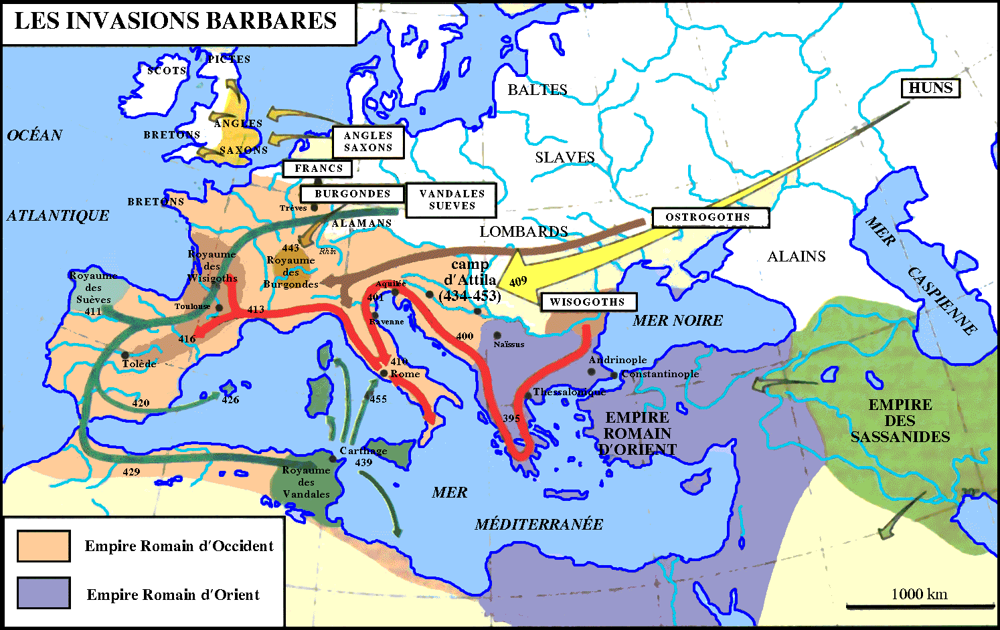 LES INVASIONS BARBARES
PICTES
SCOTS
HUNS
BALTES
ANGLES
BRETONS
SAXONS
OCÉAN
ANGLES
SAXONS
SLAVES
FRANCS
BURGONDES
VANDALES
SUEVES
BRETONS
Trèves
ATLANTIQUE
ALAMANS
OSTROGOTHS
LOMBARDS
MER
CASPIENNE
ALAINS
443
Rhin
Royaume
des
Burgondes
Royaume
des
Wisigoths
camp
d'Attila
(434-453)
409
Royaume
des
Suèves
411
Aquilée
401
WISOGOTHS
Toulouse
413
Ravenne
MER NOIRE
416
400
Naïssus
Tolède
410
Rome
Andrinople
Constantinople
Thessalonique
420
426
455
395
EMPIRE
ROMAIN
D'ORIENT
EMPIRE
DES
SASSANIDES
Carthage
439
429
Royaume
des
Vandales
MER
MÉDITERRANÉE
Empire Romain d'Occident
Empire Romain d'Orient
1000 km